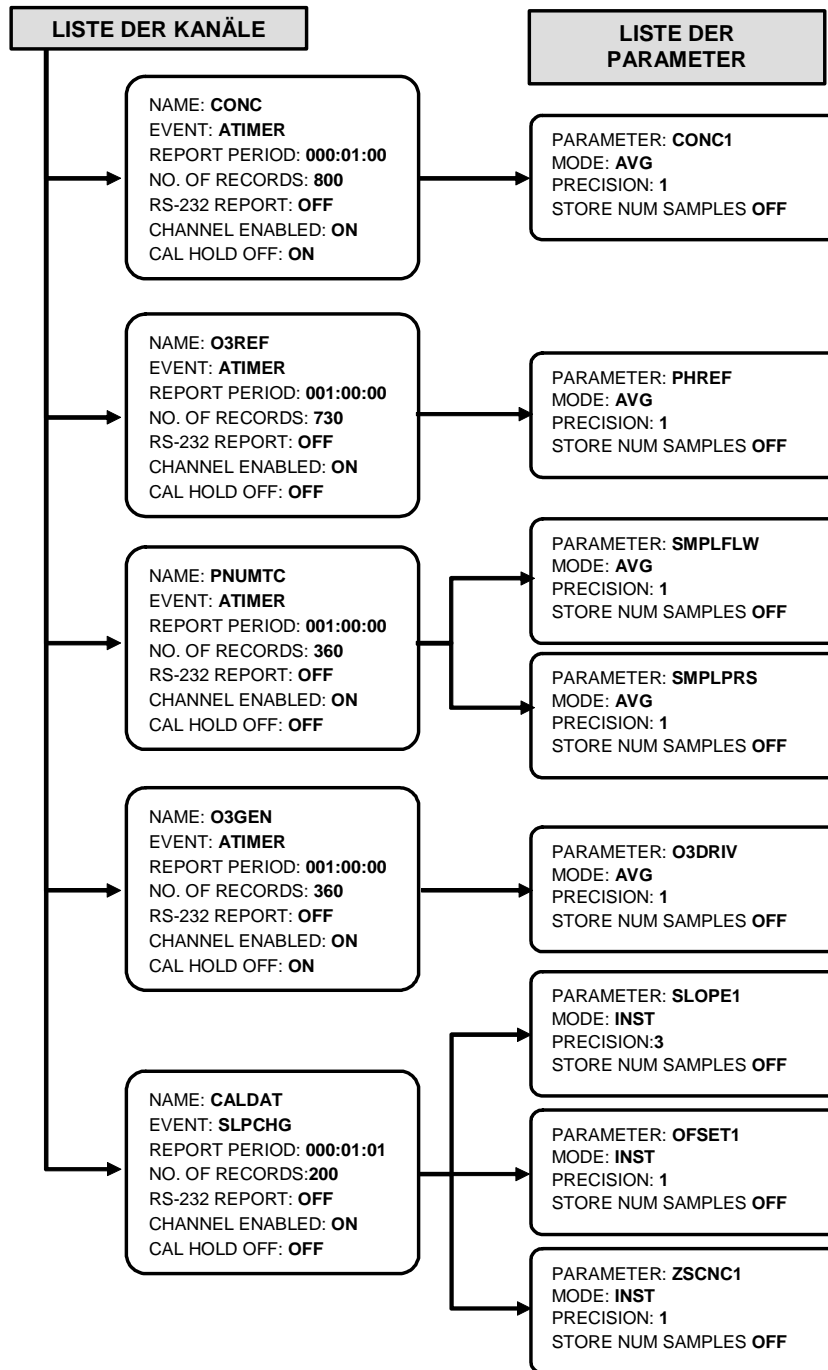 LISTE DER KANÄLE
LISTE DER
PARAMETER
NAME: CONC
EVENT: ATIMER
REPORT PERIOD: 000:01:00
NO. OF RECORDS: 800
RS-232 REPORT: OFF
CHANNEL ENABLED: ON
CAL HOLD OFF: ON
PARAMETER: CONC1
MODE: AVG
PRECISION: 1
STORE NUM SAMPLES OFF
NAME: O3REF
EVENT: ATIMER
REPORT PERIOD: 001:00:00
NO. OF RECORDS: 730
RS-232 REPORT: OFF
CHANNEL ENABLED: ON
CAL HOLD OFF: OFF
PARAMETER: PHREF
MODE: AVG
PRECISION: 1
STORE NUM SAMPLES OFF
NAME: PNUMTC
EVENT: ATIMER
REPORT PERIOD: 001:00:00
NO. OF RECORDS: 360
RS-232 REPORT: OFF
CHANNEL ENABLED: ON
CAL HOLD OFF: OFF
PARAMETER: SMPLFLW
MODE: AVG
PRECISION: 1
STORE NUM SAMPLES OFF
PARAMETER: SMPLPRS
MODE: AVG
PRECISION: 1
STORE NUM SAMPLES OFF
NAME: O3GEN
EVENT: ATIMER
REPORT PERIOD: 001:00:00
NO. OF RECORDS: 360
RS-232 REPORT: OFF
CHANNEL ENABLED: ON
CAL HOLD OFF: ON
PARAMETER: O3DRIV
MODE: AVG
PRECISION: 1
STORE NUM SAMPLES OFF
NAME: CALDAT
EVENT: SLPCHG
REPORT PERIOD: 000:01:01
NO. OF RECORDS:200
RS-232 REPORT: OFF
CHANNEL ENABLED: ON
CAL HOLD OFF: OFF
PARAMETER: SLOPE1
MODE: INST
PRECISION:3
STORE NUM SAMPLES OFF
PARAMETER: OFSET1
MODE: INST
PRECISION: 1
STORE NUM SAMPLES OFF
PARAMETER: ZSCNC1
MODE: INST
PRECISION: 1
STORE NUM SAMPLES OFF